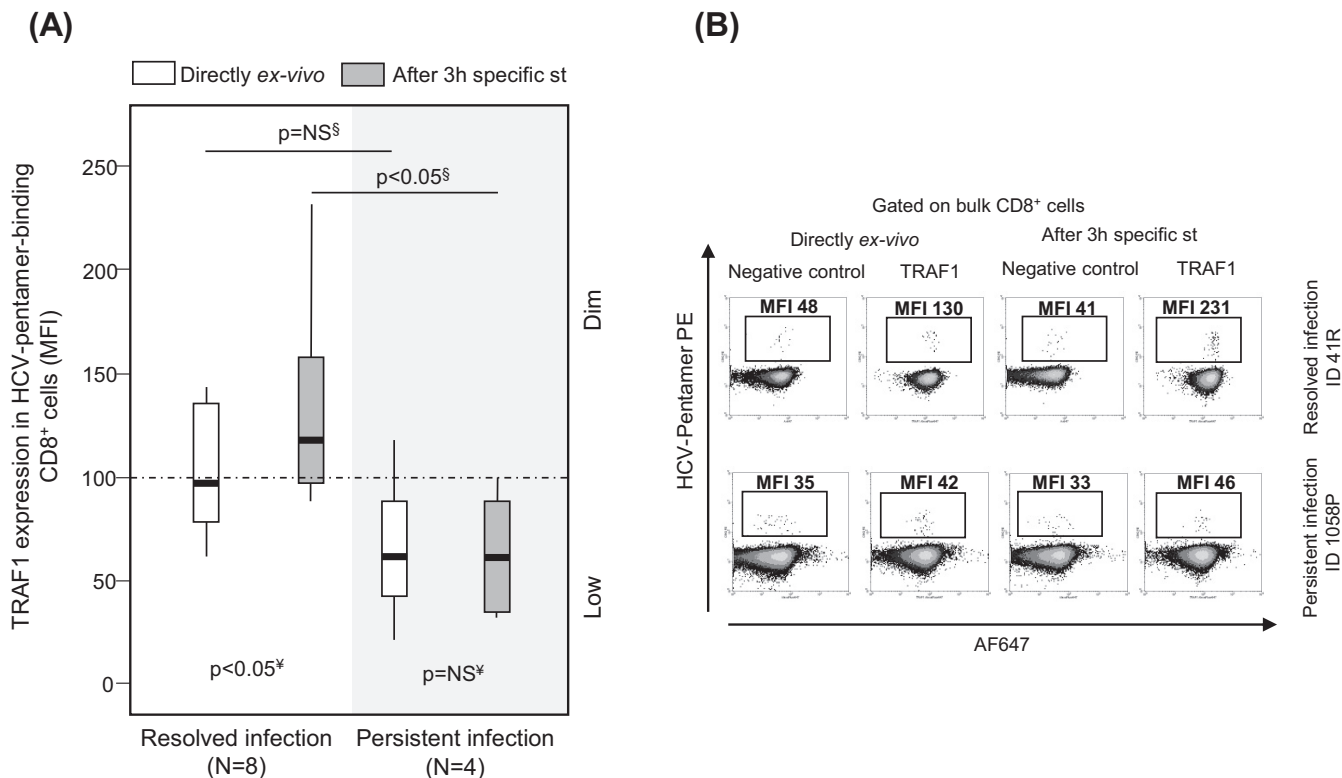 (A)
Directly ex-vivo
After 3h specific st
TRAF1 expression in HCV-pentamer-binding
CD8⁺ cells (MFI)
250
200
150
100
50
0
p=NS§
p<0.05§
Dim
Low
p<0.05¥
p=NS¥
Resolved infection
(N=8)
Persistent infection
(N=4)
(B)
Gated on bulk CD8⁺ cells
Directly ex-vivo
After 3h specific st
Negative control
TRAF1
Negative control
TRAF1
HCV-Pentamer PE
MFI 48
MFI 130
MFI 41
MFI 231
Resolved infection
ID 41R
MFI 35
MFI 42
MFI 33
MFI 46
Persistent infection
ID 1058P
AF647